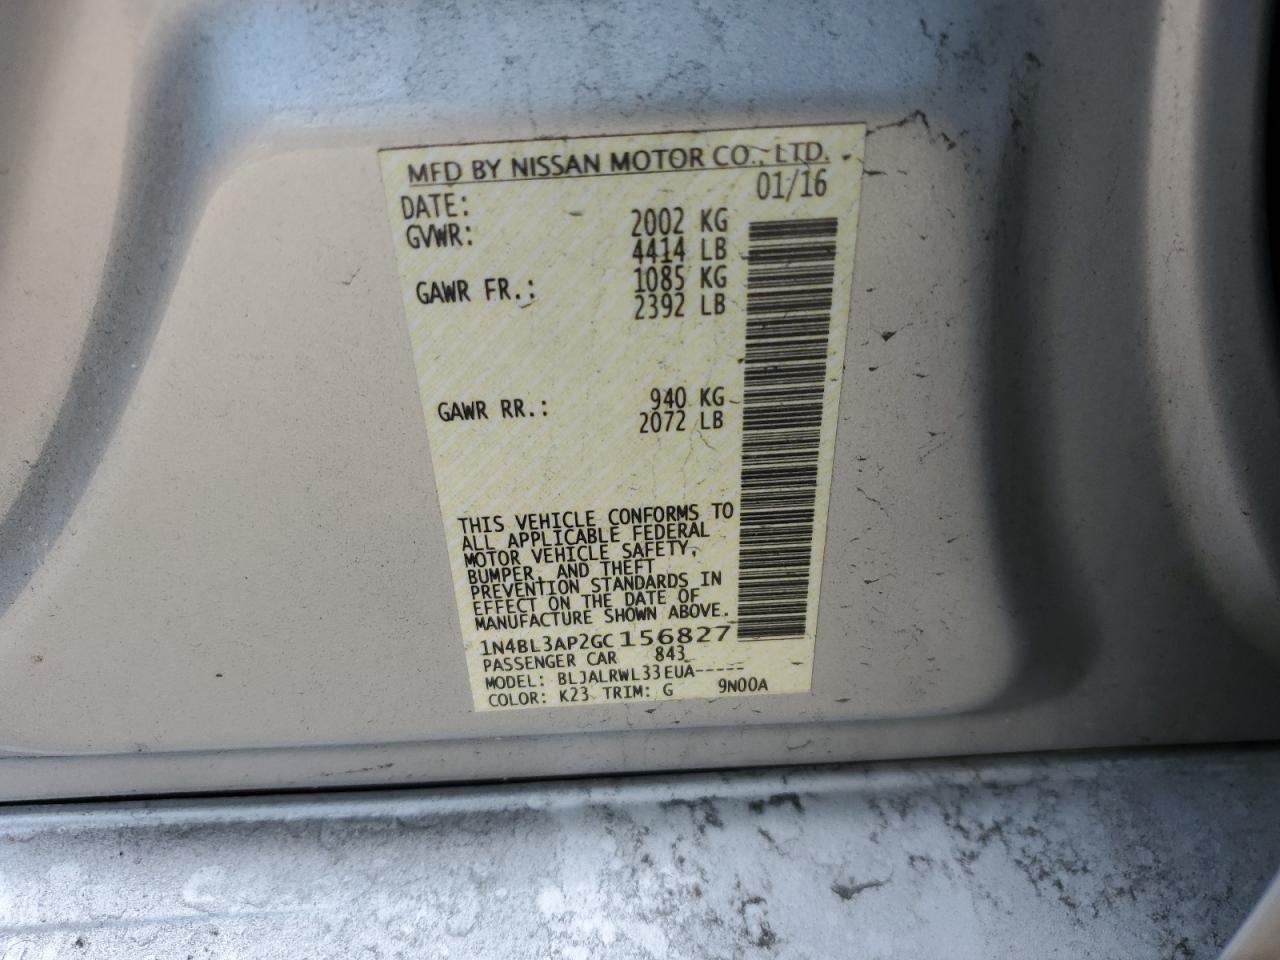 MFD BY NISSAN MOTOR CO., LTD.
DATE: 01/16
GVWR: 2002 KG
4414 LB
GAWR FR.: 1085 KG
2392 LB
GAWR RR.: 940 KG
2072 LB
THIS VEHICLE CONFORMS TO
ALL APPLICABLE FEDERAL
MOTOR VEHICLE SAFETY,
BUMPER, AND THEFT
PREVENTION STANDARDS IN
EFFECT ON THE DATE OF
MANUFACTURE SHOWN ABOVE.
1N4BL3AP2GC156827
PASSENGER CAR 843
MODEL: BLJALRWL33EUA-----
COLOR: K23 TRIM: G 9N00A